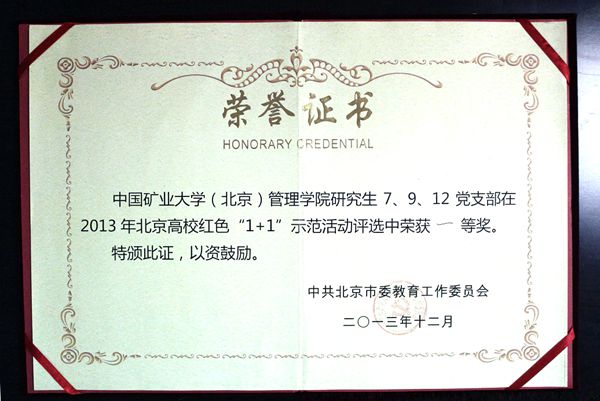 荣誉证书
HONORARY CREDENTIAL
中国矿业大学（北京）管理学院研究生 7、9、12 党支部在
2013 年北京高校红色“1+1”示范活动评选中荣获 一 等奖。
特颁此证，以资鼓励。
中共北京市委教育工作委员会
二〇一三年十二月